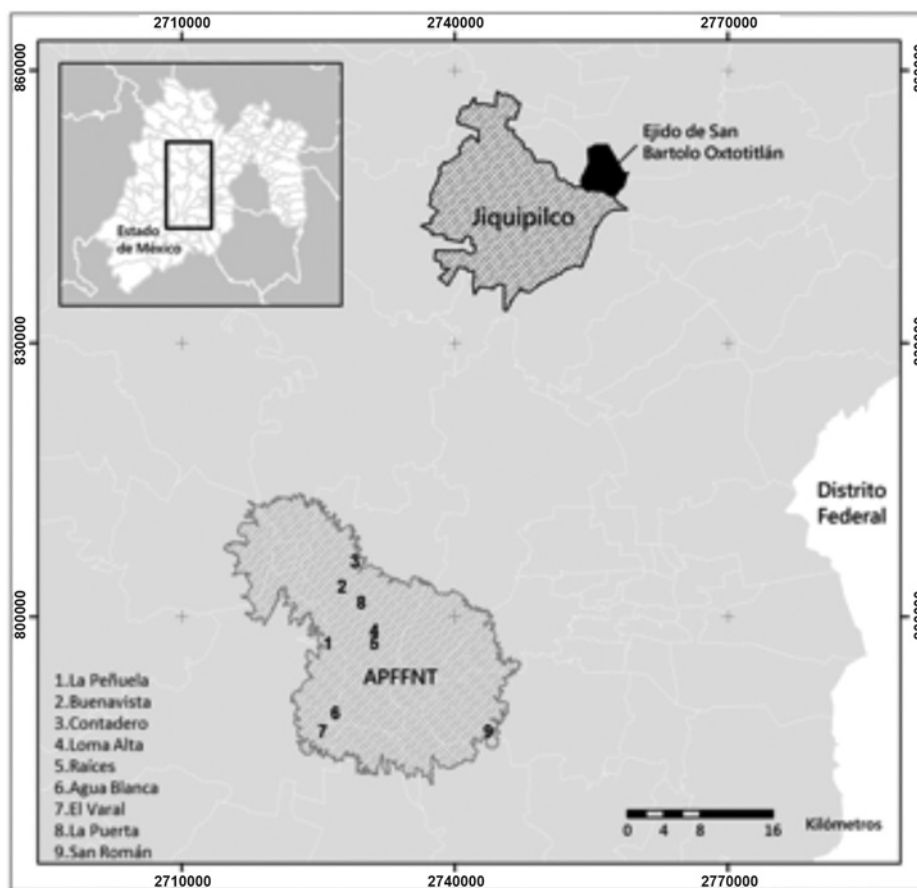 2710000 2740000 2770000
860000 860000
Ejido de San
Bartolo Oxtotitlán
Jiquipilco
Estado
de México
830000 830000
Distrito
Federal
3
2
8
800000 800000
4
1 5
APFFNT
1.La Peñuela
2.Buenavista
3.Contadero
4.Loma Alta
5.Raíces
6.Agua Blanca
7.El Varal
8.La Puerta
9.San Román
6
7 9
0 4 8 16 Kilómetros
2710000 2740000 2770000